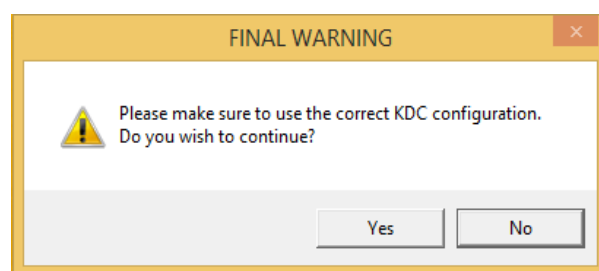 FINAL WARNING
Please make sure to use the correct KDC configuration.
Do you wish to continue?
Yes
No